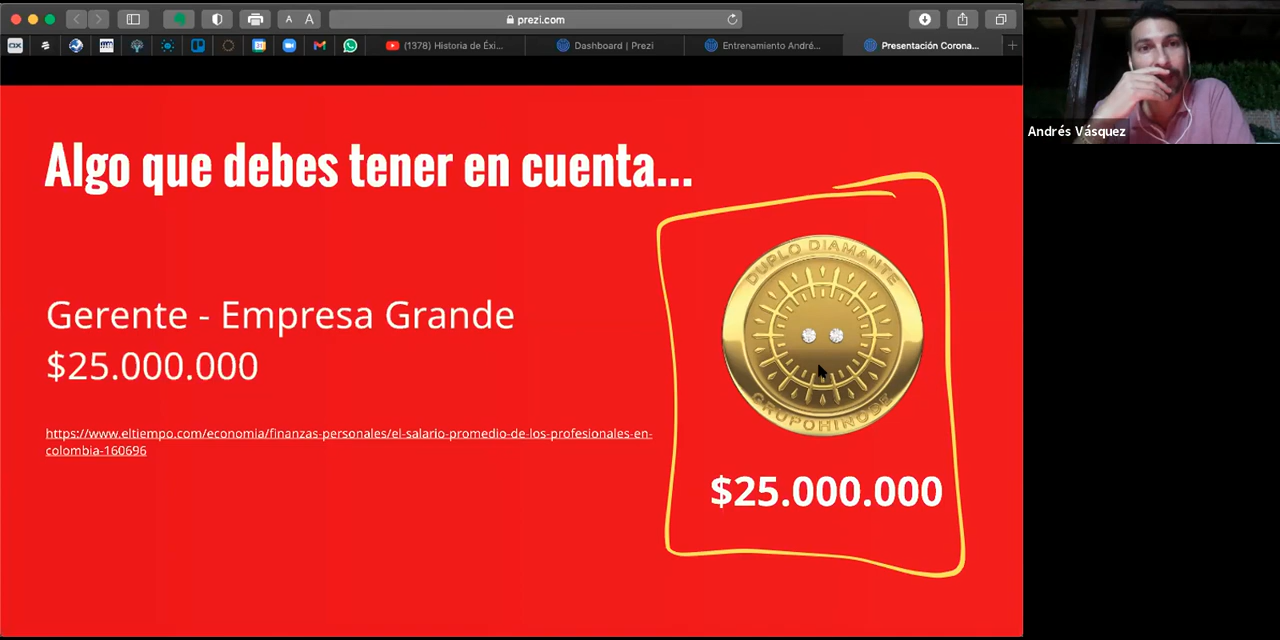 prezi.com
A A
(1378) Historia de Éxi...
Dashboard | Prezi
Entrenamiento André...
Presentación Corona...
Andrés Vásquez
Algo que debes tener en cuenta...
Gerente - Empresa Grande
$25.000.000
https://www.eltiempo.com/economia/finanzas-personales/el-salario-promedio-de-los-profesionales-en-
colombia-160696
DUPLO DIAMANTE
GRUPOHINODE
$25.000.000